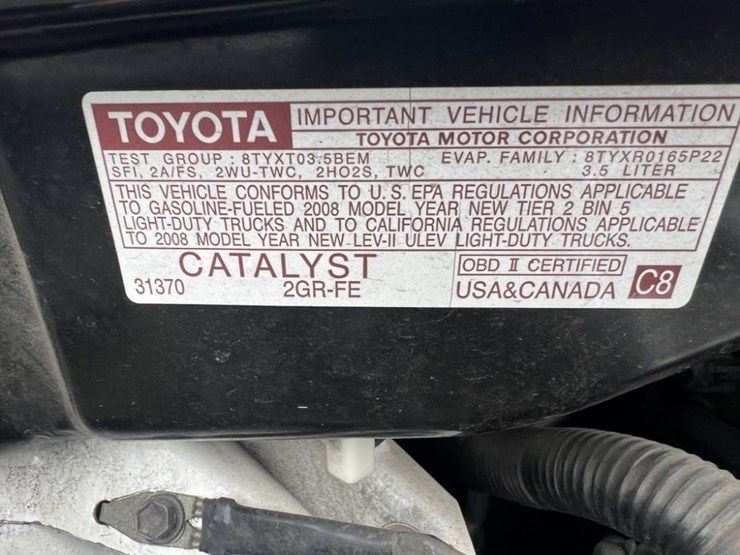 TOYOTA
IMPORTANT VEHICLE INFORMATION
TOYOTA MOTOR CORPORATION
TEST GROUP : 8TYXT03.5BEM EVAP. FAMILY : 8TYXR0165P22
SFI, 2A/FS, 2WU-TWC, 2HO2S, TWC 3.5 LITER
THIS VEHICLE CONFORMS TO U.S. EPA REGULATIONS APPLICABLE
TO GASOLINE-FUELED 2008 MODEL YEAR NEW TIER 2 BIN 5
LIGHT-DUTY TRUCKS AND TO CALIFORNIA REGULATIONS APPLICABLE
TO 2008 MODEL YEAR NEW LEV-II ULEV LIGHT-DUTY TRUCKS.
CATALYST OBD II CERTIFIED
31370 2GR-FE USA&CANADA C8